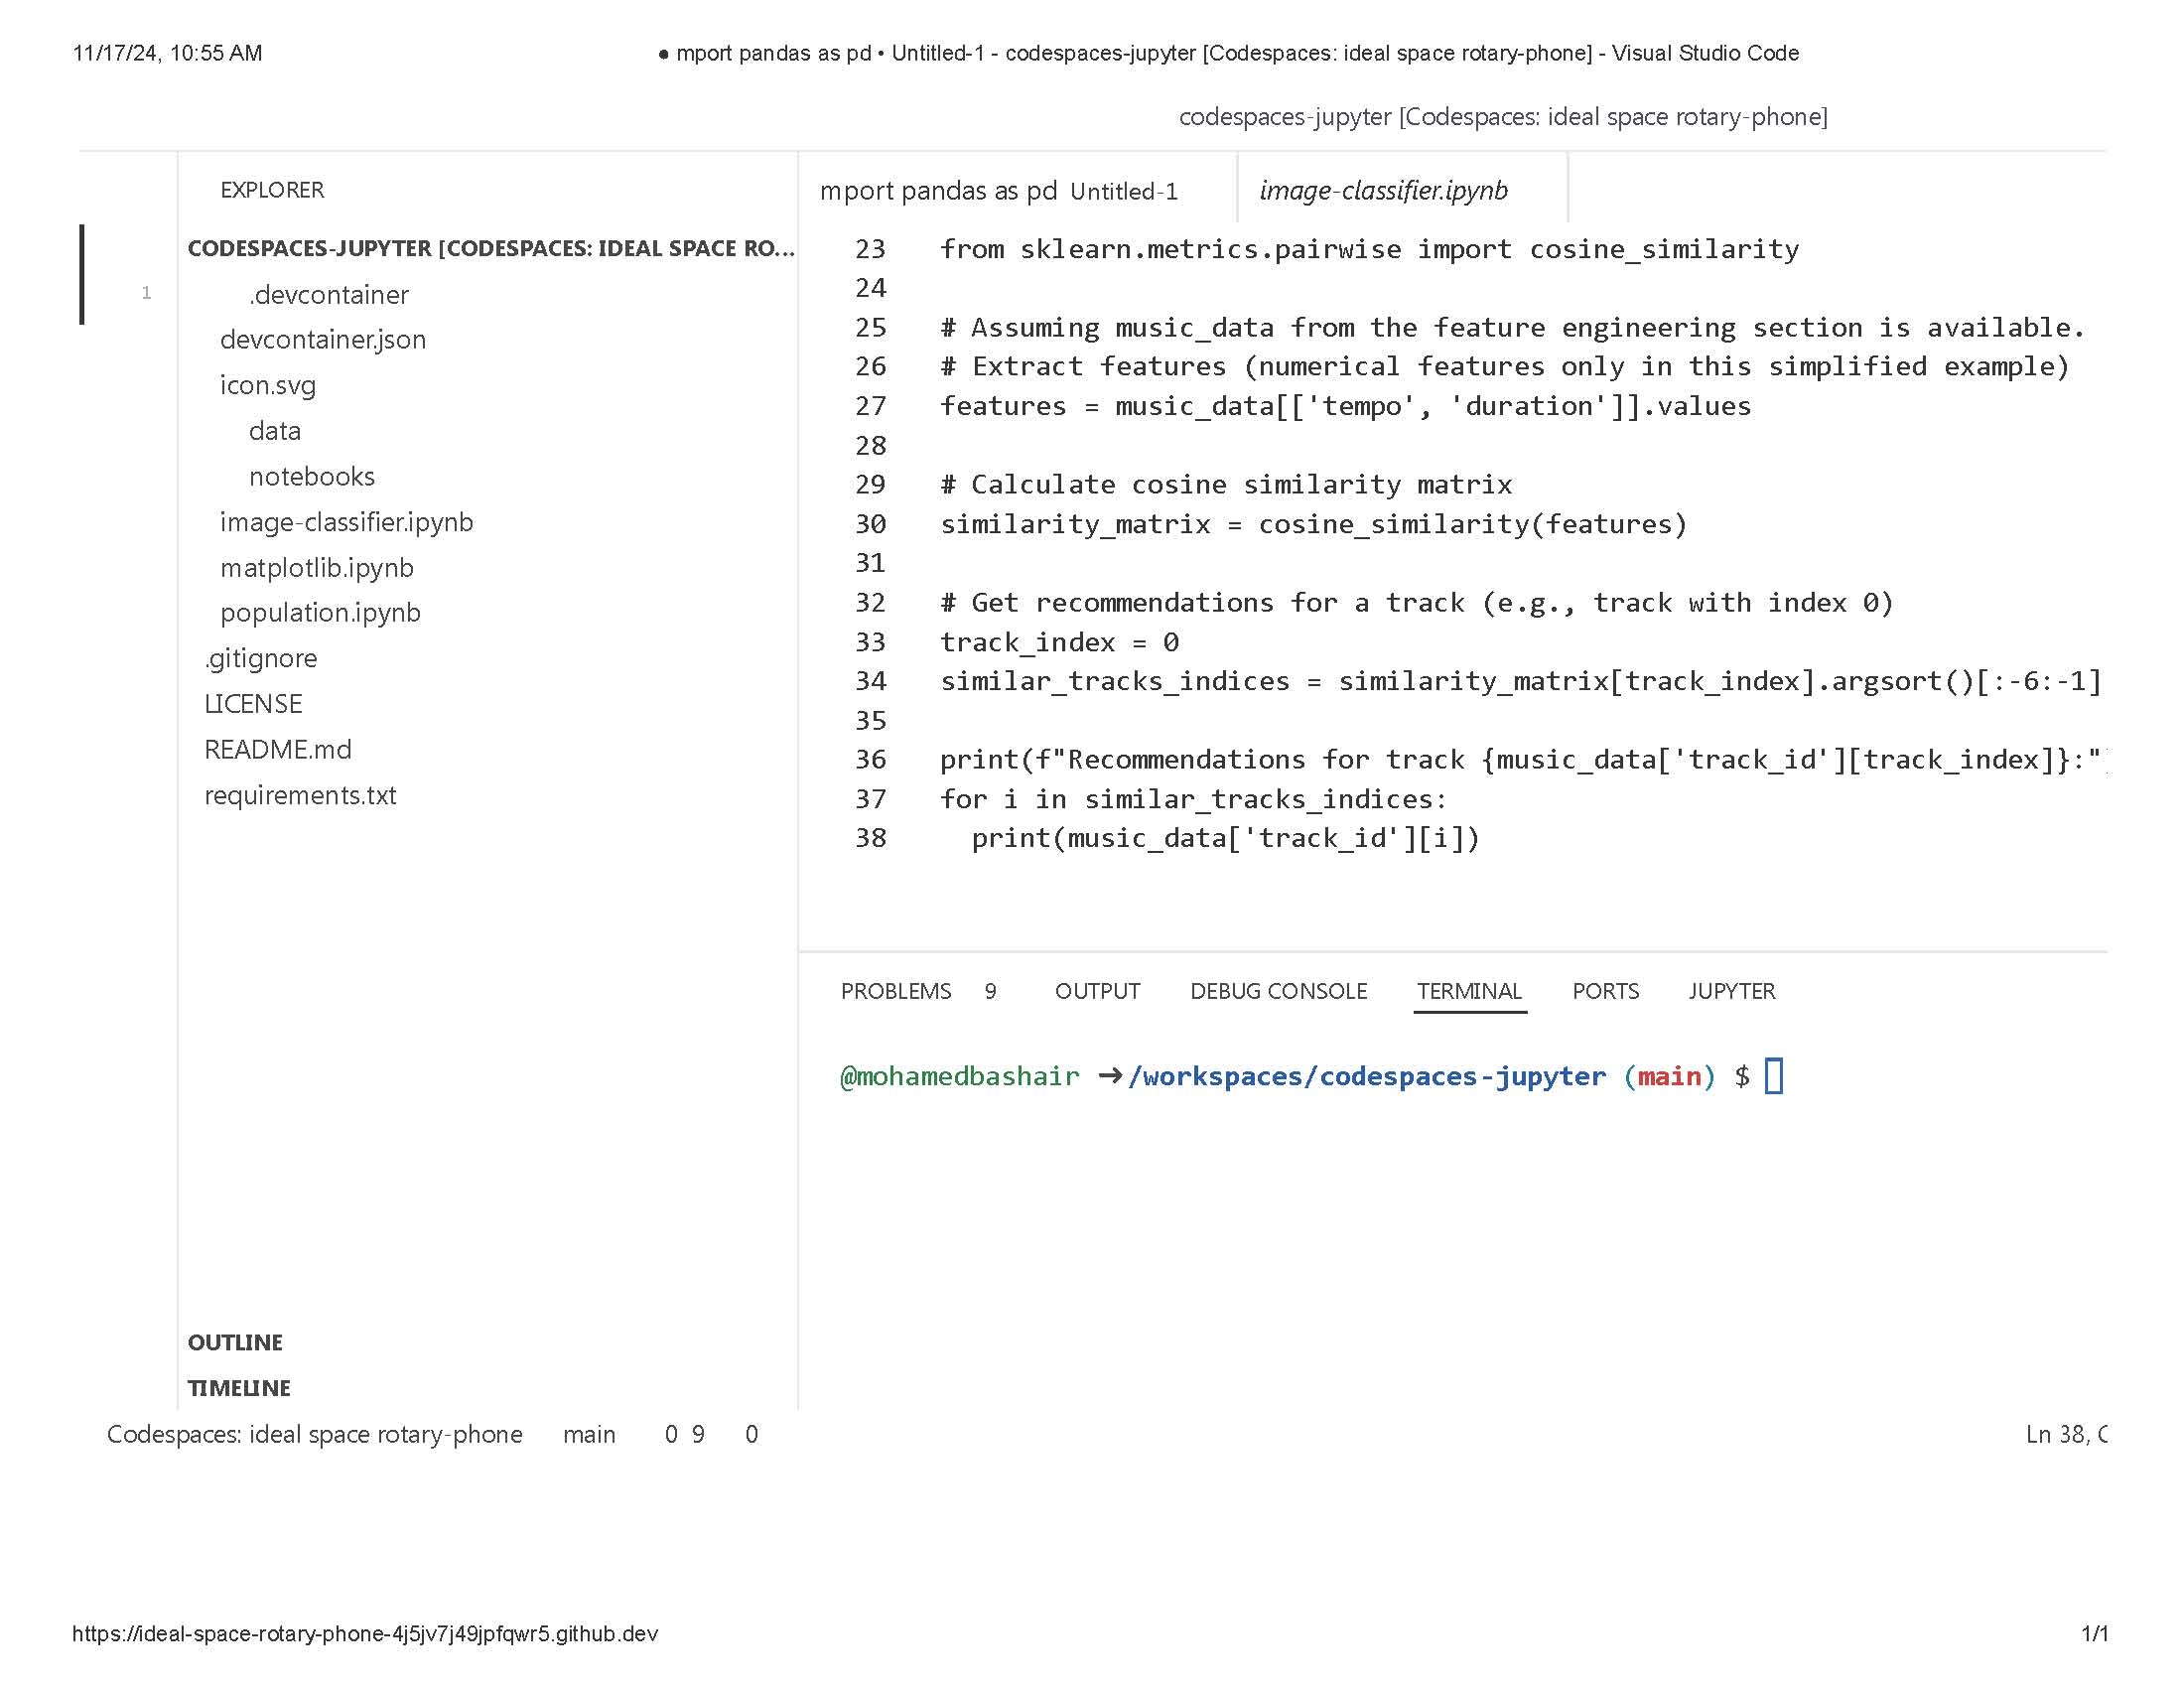 11/17/24, 10:55 AM
● mport pandas as pd • Untitled-1 - codespaces-jupyter [Codespaces: ideal space rotary-phone] - Visual Studio Code
codespaces-jupyter [Codespaces: ideal space rotary-phone]
EXPLORER
CODESPACES-JUPYTER [CODESPACES: IDEAL SPACE RO...
1
.devcontainer
devcontainer.json
icon.svg
data
notebooks
image-classifier.ipynb
matplotlib.ipynb
population.ipynb
.gitignore
LICENSE
README.md
requirements.txt
OUTLINE
TIMELINE
mport pandas as pd Untitled-1
image-classifier.ipynb
23 from sklearn.metrics.pairwise import cosine_similarity
24
25 # Assuming music_data from the feature engineering section is available.
26 # Extract features (numerical features only in this simplified example)
27 features = music_data[['tempo', 'duration']].values
28
29 # Calculate cosine similarity matrix
30 similarity_matrix = cosine_similarity(features)
31
32 # Get recommendations for a track (e.g., track with index 0)
33 track_index = 0
34 similar_tracks_indices = similarity_matrix[track_index].argsort()[:-6:-1]
35
36 print(f"Recommendations for track {music_data['track_id'][track_index]}:"
37 for i in similar_tracks_indices:
38   print(music_data['track_id'][i])
PROBLEMS 9 OUTPUT DEBUG CONSOLE TERMINAL PORTS JUPYTER
@mohamedbashair ➜/workspaces/codespaces-jupyter (main) $
Codespaces: ideal space rotary-phone main 0 9 0 Ln 38,
https://ideal-space-rotary-phone-4j5jv7j49jpfqwr5.github.dev
1/1